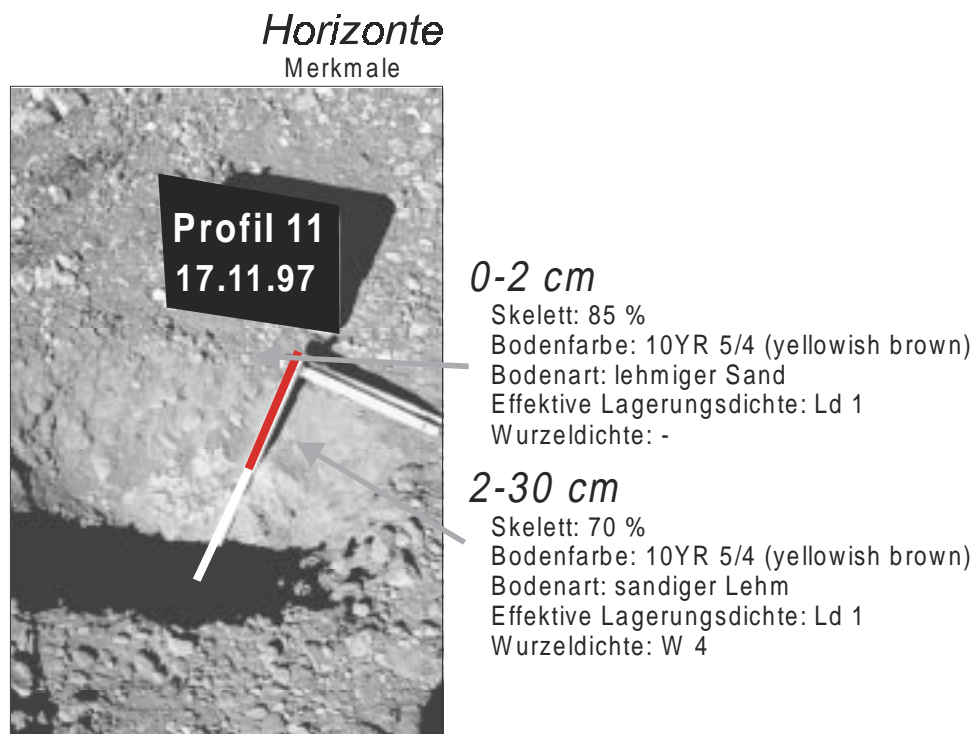 Horizonte
Merkmale
Profil 11
17.11.97
0-2 cm
Skelett: 85 %
Bodenfarbe: 10YR 5/4 (yellowish brown)
Bodenart: lehmiger Sand
Effektive Lagerungsdichte: Ld 1
Wurzeldichte: -
2-30 cm
Skelett: 70 %
Bodenfarbe: 10YR 5/4 (yellowish brown)
Bodenart: sandiger Lehm
Effektive Lagerungsdichte: Ld 1
Wurzeldichte: W 4